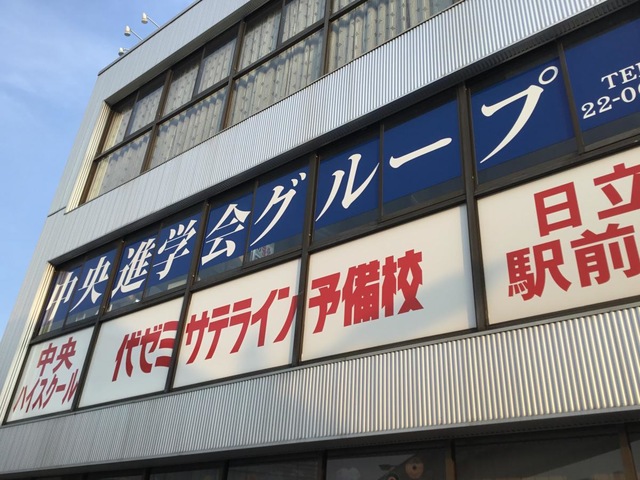 中央進学会グループ
TEL
22-0
中央
ハイスクール
代ゼミサテライン予備校
日立
駅前